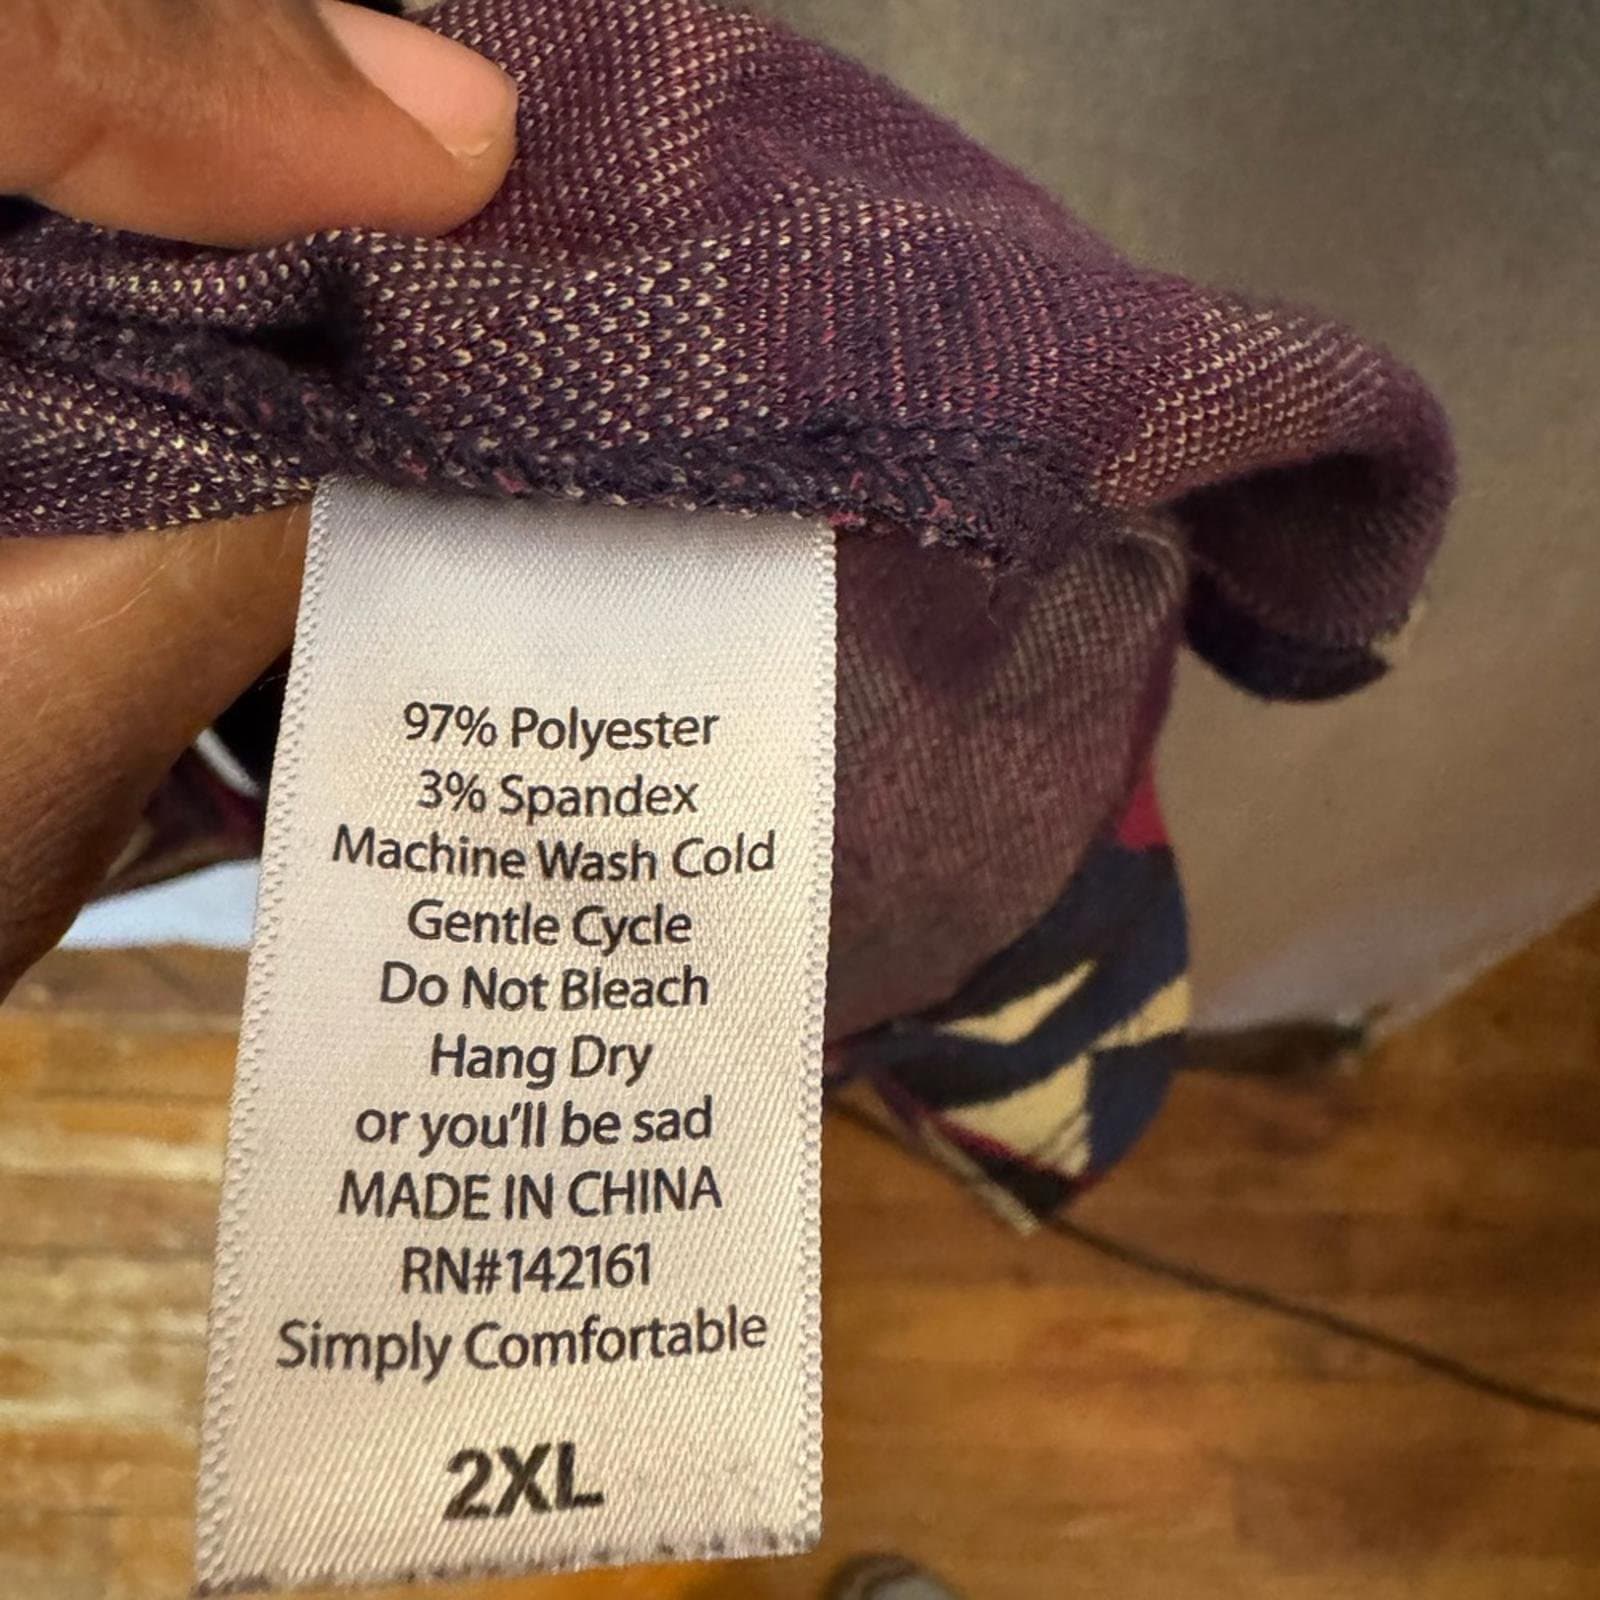 97% Polyester
3% Spandex
Machine Wash Cold
Gentle Cycle
Do Not Bleach
Hang Dry
or you'll be sad
MADE IN CHINA
RN#142161
Simply Comfortable
2XL